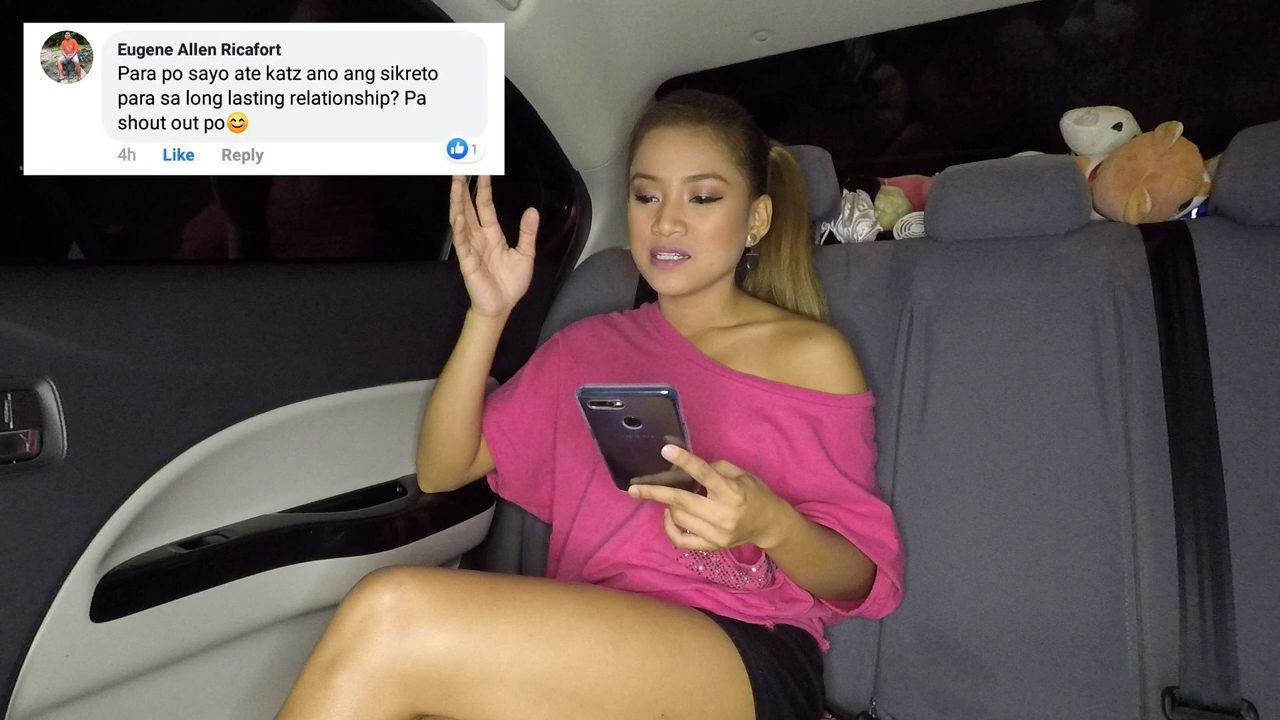 Eugene Allen Ricafort
Para po sayo ate katz ano ang sikreto
para sa long lasting relationship? Pa
shout out po😊
4h Like Reply 1